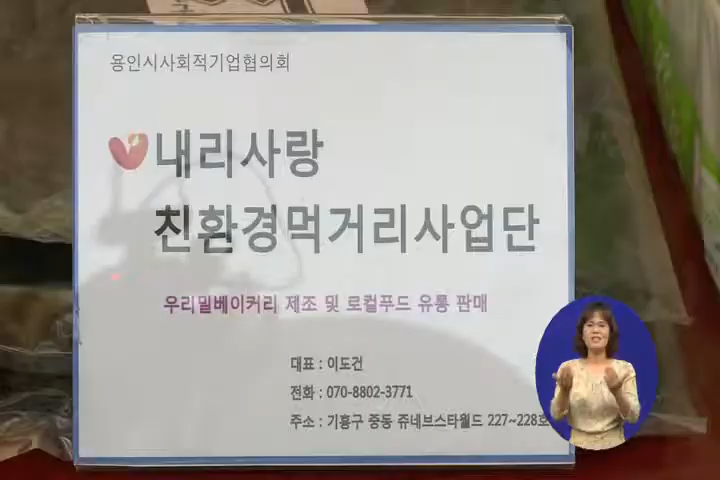 용인시사회적기업협의회
내리사랑
친환경먹거리사업단
우리밀베이커리 제조 및 로컬푸드 유통 판매
대표 : 이도건
전화 : 070-8802-3771
주소 : 기흥구 중동 쥬네브스타월드 227~228호